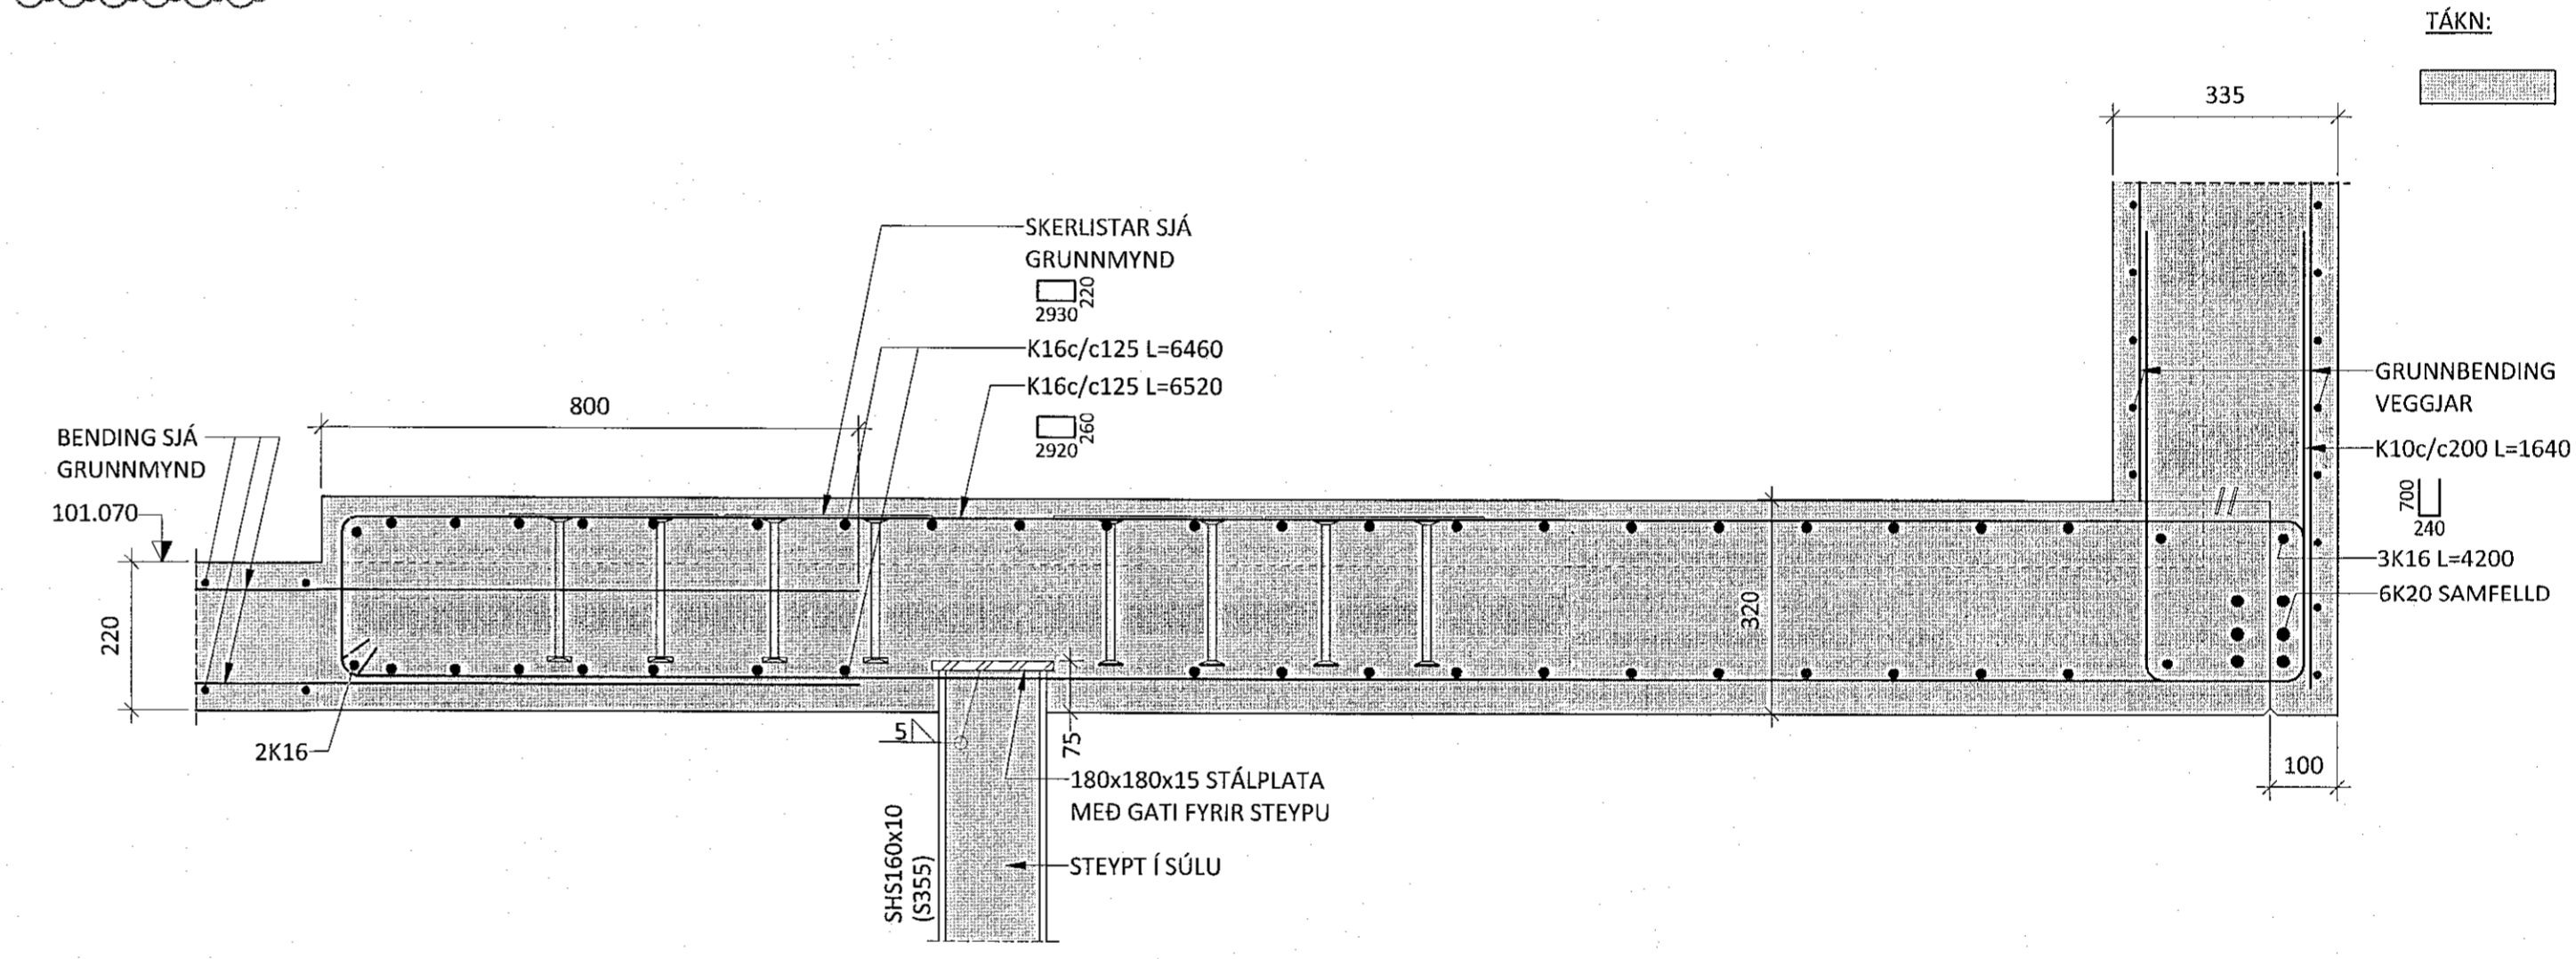 TÁKN:
335
SKERLISTAR SJÁ
GRUNNMYND
220
2930
K16c/c125 L=6460
K16c/c125 L=6520
260
2920
800
BENDING SJÁ
GRUNNMYND
101.070
220
2K16
320
GRUNNBENDING
VEGGJAR
K10c/c200 L=1640
700
240
3K16 L=4200
6K20 SAMFELLD
100
5
75
180x180x15 STÁLPLATA
MEÐ GATI FYRIR STEYPU
STEYPT Í SÚLU
SHS160x10
(S355)